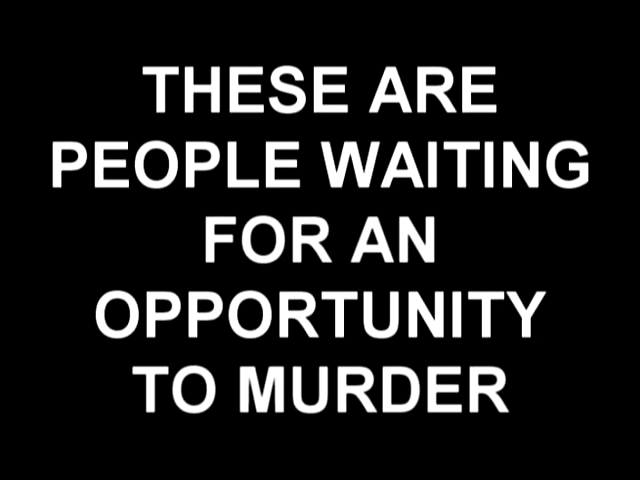 THESE ARE
PEOPLE WAITING
FOR AN
OPPORTUNITY
TO MURDER